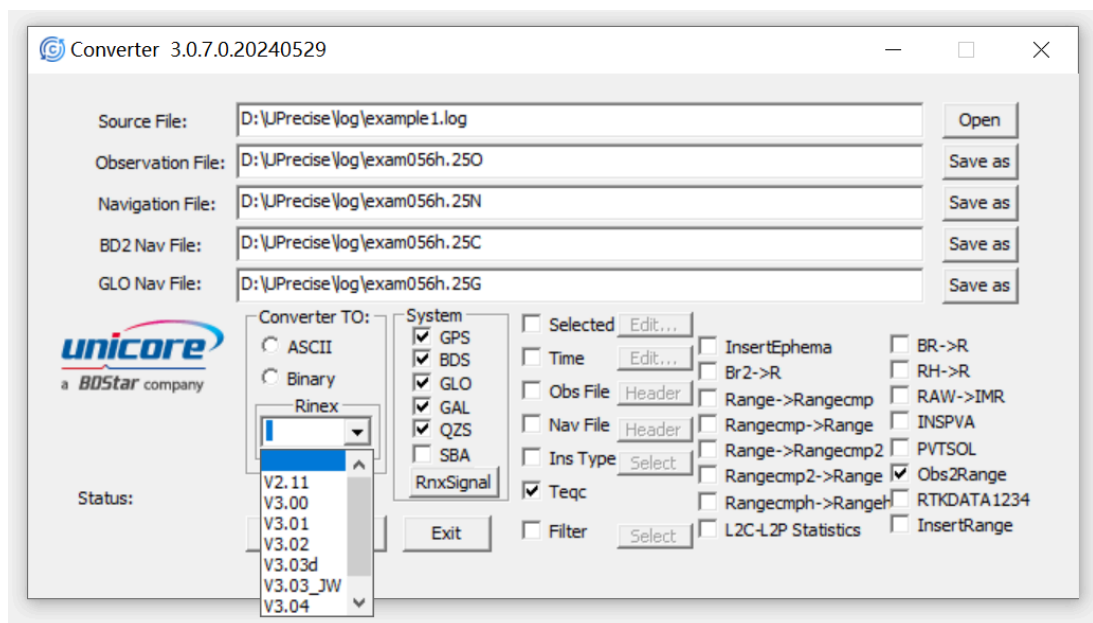 Converter 3.0.7.0.20240529
Source File: D:\UPrecise\log\example1.log Open
Observation File: D:\UPrecise\log\exam056h.25O Save as
Navigation File: D:\UPrecise\log\exam056h.25N Save as
BD2 Nav File: D:\UPrecise\log\exam056h.25C Save as
GLO Nav File: D:\UPrecise\log\exam056h.25G Save as
unicore
a BDStar company
Status:
Converter TO:
ASCII
Binary
Rinex
V2.11
V3.00
V3.01
V3.02
V3.03d
V3.03_JW
V3.04
System
GPS
BDS
GLO
GAL
QZS
SBA
RnxSignal
Exit
Selected Edit...
Time Edit...
Obs File Header
Nav File Header
Ins Type Select
Teqc
Filter Select
InsertEphema
Br2->R
Range->Rangecmp
Rangecmp->Range
Range->Rangecmp2
Rangecmp2->Range
Rangecmph->Rangeh
L2C-L2P Statistics
BR->R
RH->R
RAW->IMR
INSPVA
PVTSOL
Obs2Range
RTKDATA1234
InsertRange